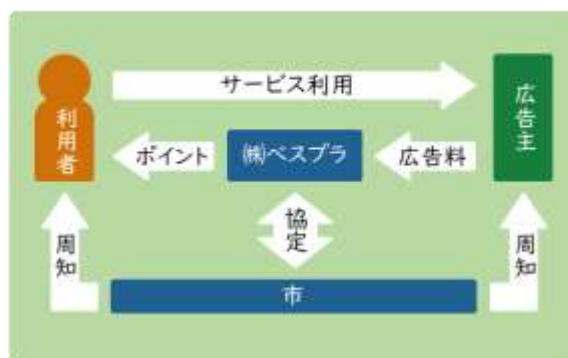 サービス利用
利用者
広告主
ポイント
㈱ベスプラ
広告料
協定
周知
周知
市